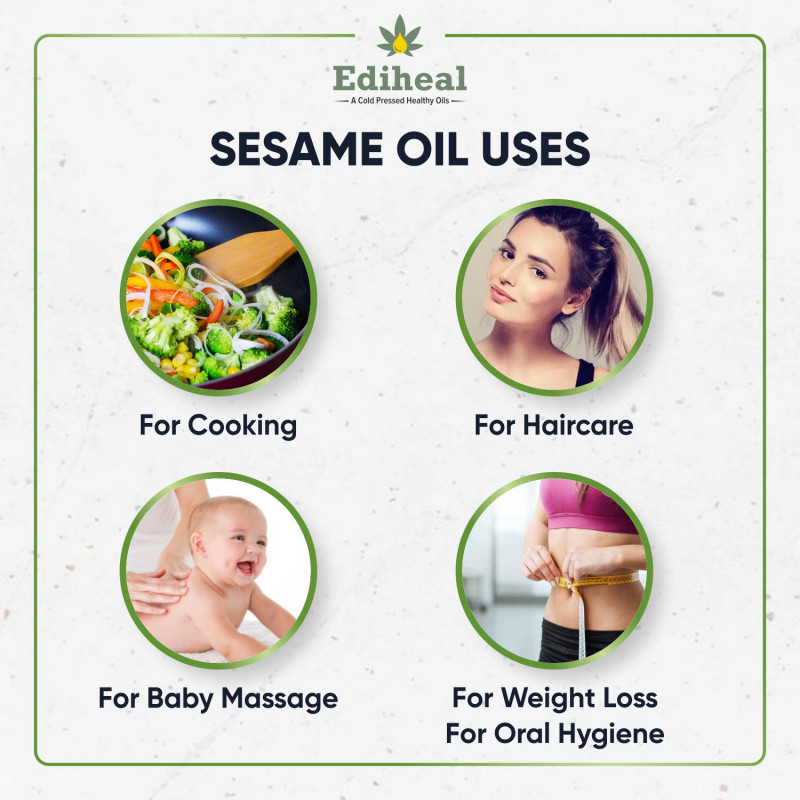 Ediheal
A Cold Pressed Healthy Oils
SESAME OIL USES
For Cooking
For Haircare
For Baby Massage
For Weight Loss
For Oral Hygiene